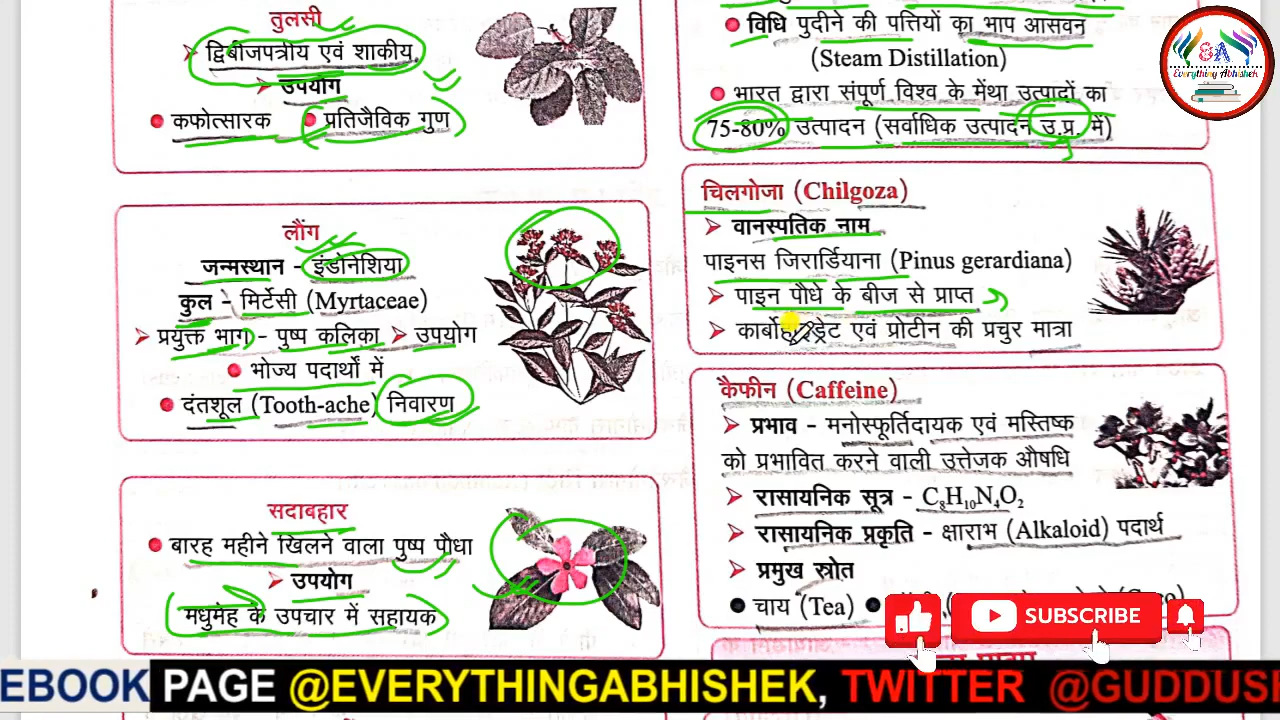 तुलसी
द्विबीजपत्रीय एवं शाकीय
उपयोग
कफोत्सारक प्रतिजैविक गुण
लौंग
जन्मस्थान - इंडोनेशिया
कुल - मिर्टेसी (Myrtaceae)
प्रयुक्त भाग - पुष्प कलिका उपयोग
भोज्य पदार्थों में
दंतशूल (Tooth-ache) निवारण
सदाबहार
बारह महीने खिलने वाला पुष्प पौधा
उपयोग
मधुमेह के उपचार में सहायक
विधि पुदीने की पत्तियों का भाप आसवन
(Steam Distillation)
भारत द्वारा संपूर्ण विश्व के मेंथा उत्पादों का
75-80% उत्पादन (सर्वाधिक उत्पादन उ.प्र. में)
चिलगोजा (Chilgoza)
वानस्पतिक नाम
पाइनस जिरार्डियाना (Pinus gerardiana)
पाइन पौधे के बीज से प्राप्त
कार्बोहाइड्रेट एवं प्रोटीन की प्रचुर मात्रा
कैफीन (Caffeine)
प्रभाव - मनोस्फूर्तिदायक एवं मस्तिष्क
को प्रभावित करने वाली उत्तेजक औषधि
रासायनिक सूत्र - C₈H₁₀N₄O₂
रासायनिक प्रकृति - क्षाराभ (Alkaloid) पदार्थ
प्रमुख स्रोत
चाय (Tea)
Everything Abhishek
SUBSCRIBE
EBOOK PAGE @EVERYTHINGABHISHEK, TWITTER @GUDDUS